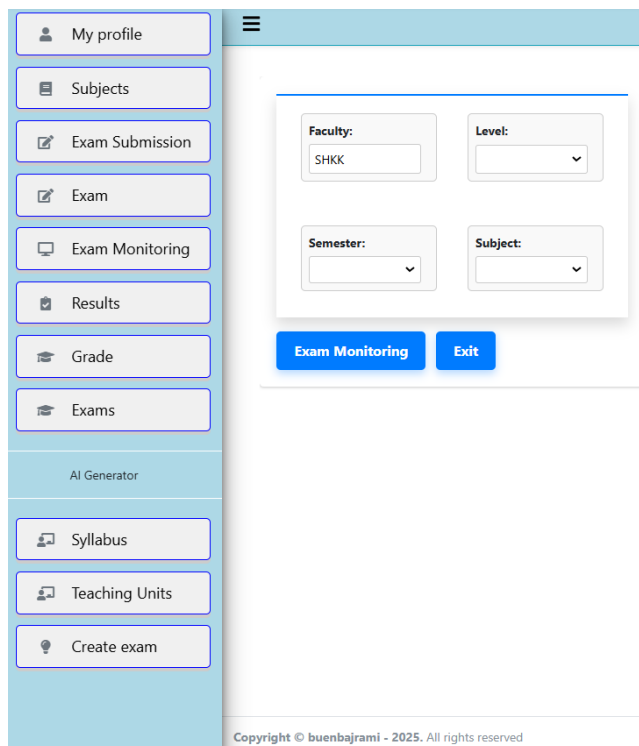 My profile
Subjects
Exam Submission
Exam
Exam Monitoring
Results
Grade
Exams
AI Generator
Syllabus
Teaching Units
Create exam
Faculty:
SHKK
Level:
Semester:
Subject:
Exam Monitoring
Exit
Copyright © buenbajrami - 2025. All rights reserved